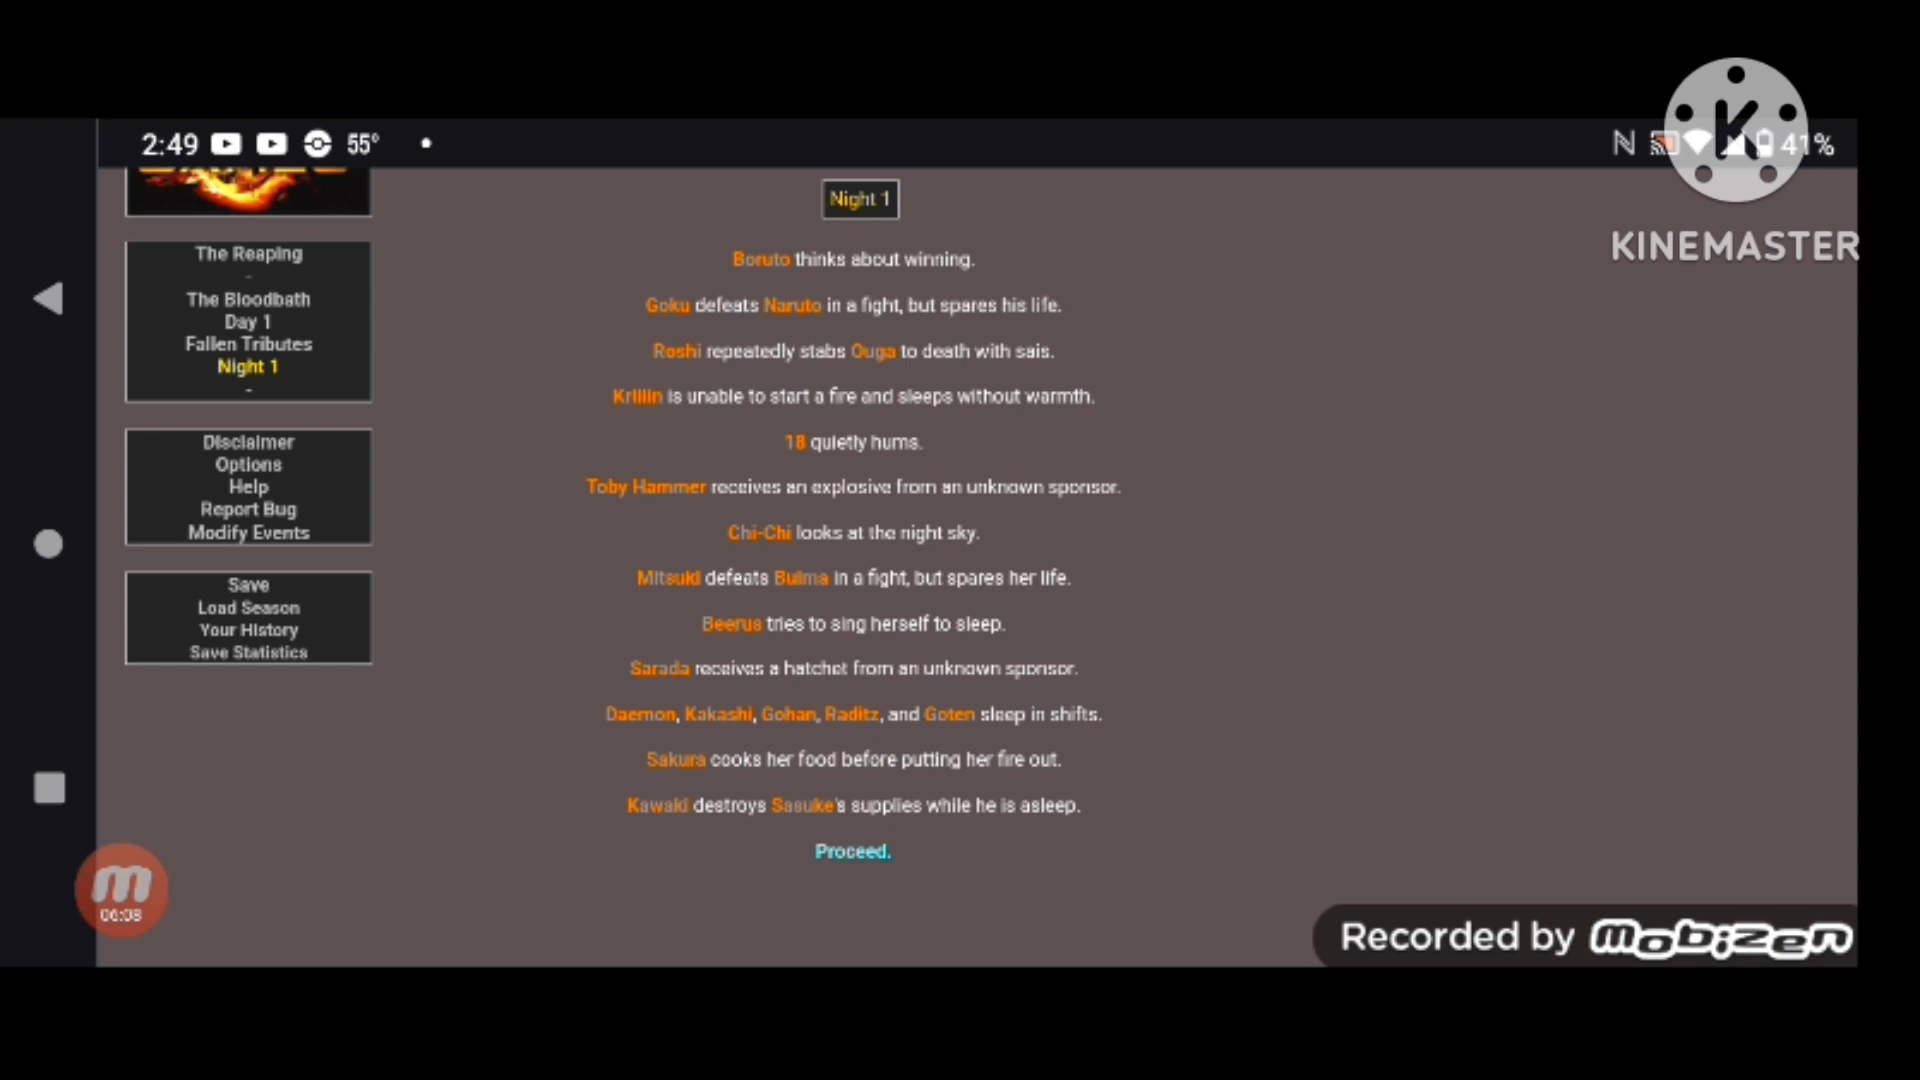 2:49 55° N 41%
K
KINEMASTER
Night 1
The Reaping
-
The Bloodbath
Day 1
Fallen Tributes
Night 1
-
Disclaimer
Options
Help
Report Bug
Modify Events
Save
Load Season
Your History
Save Statistics
Boruto thinks about winning.
Goku defeats Naruto in a fight, but spares his life.
Roshi repeatedly stabs Ouga to death with sais.
Krillin is unable to start a fire and sleeps without warmth.
18 quietly hums.
Toby Hammer receives an explosive from an unknown sponsor.
Chi-Chi looks at the night sky.
Mitsuki defeats Bulma in a fight, but spares her life.
Beerus tries to sing herself to sleep.
Sarada receives a hatchet from an unknown sponsor.
Daemon, Kakashi, Gohan, Raditz, and Goten sleep in shifts.
Sakura cooks her food before putting her fire out.
Kawaki destroys Sasuke's supplies while he is asleep.
Proceed.
m
06:08
Recorded by mobizen